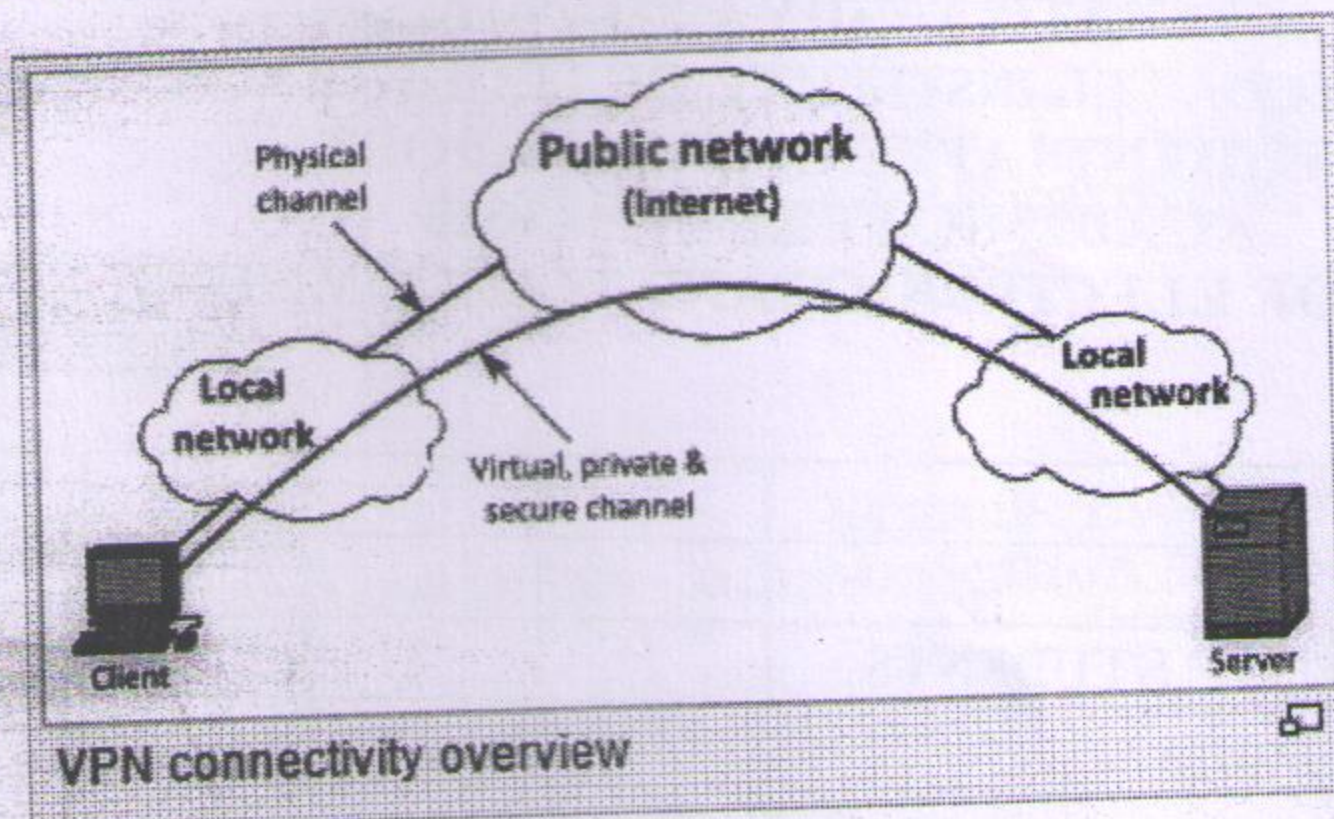 Public network
(Internet)
Physical
channel
Local
network
Local
network
Virtual, private &
secure channel
Client
Server
VPN connectivity overview